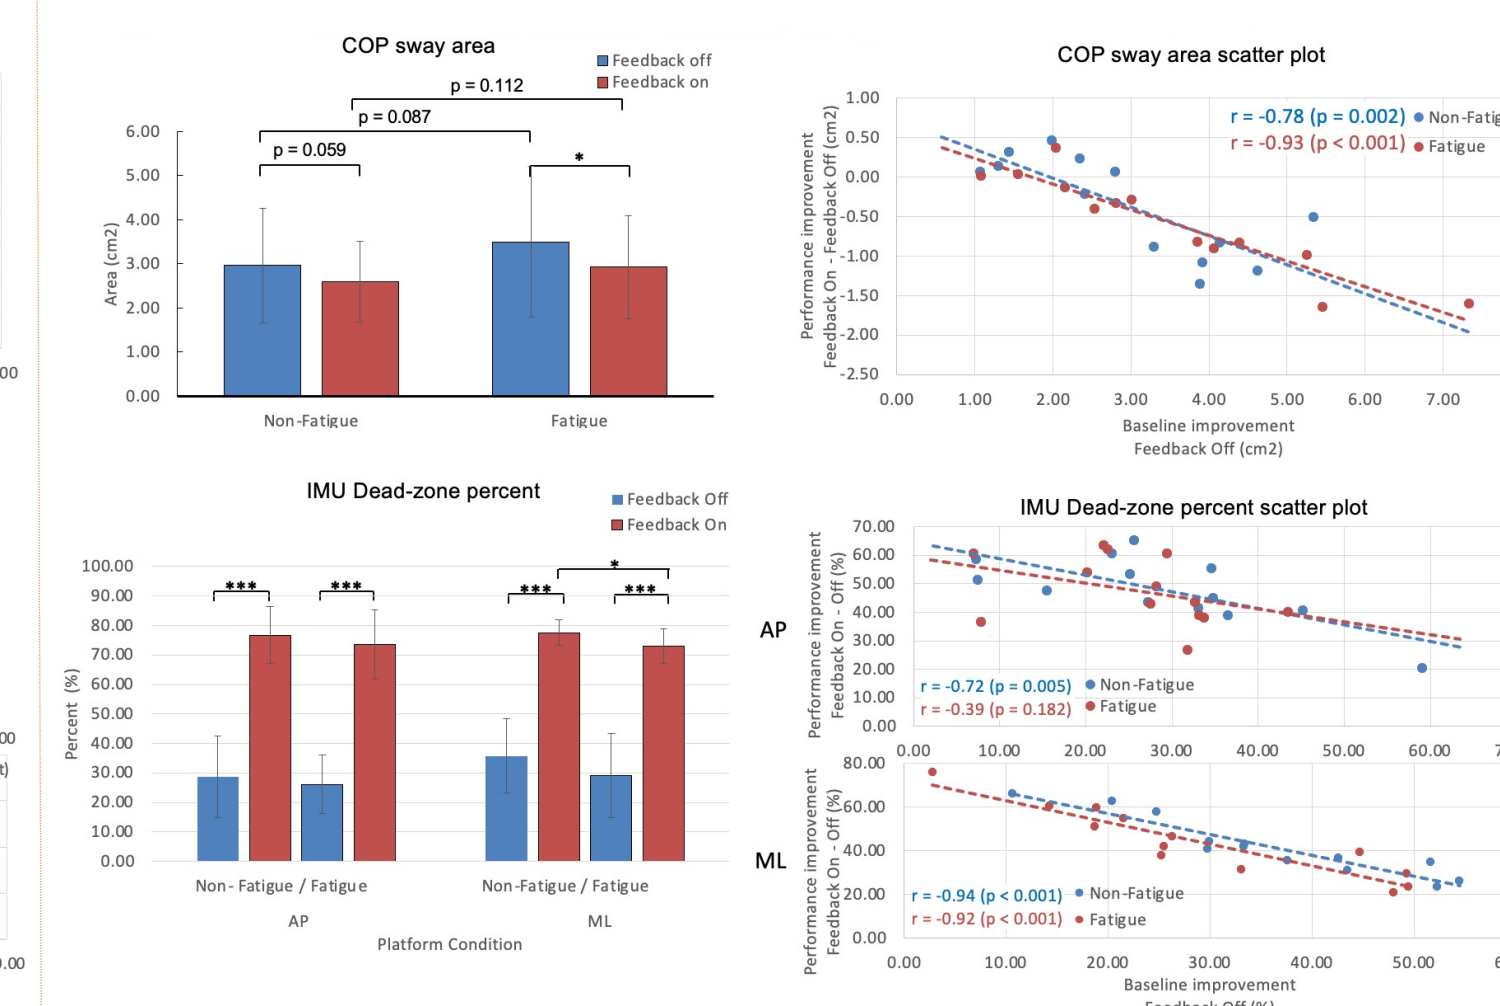 COP sway area
Feedback off
Feedback on
p = 0.112
p = 0.087
p = 0.059
*
6.00
5.00
4.00
3.00
2.00
1.00
0.00
Area (cm2)
Non-Fatigue
Fatigue
COP sway area scatter plot
r = -0.78 (p = 0.002)
Non-Fatig
r = -0.93 (p < 0.001)
Fatigue
1.00
0.50
0.00
-0.50
-1.00
-1.50
-2.00
-2.50
Performance improvement
Feedback On - Feedback Off (cm2)
0.00 1.00 2.00 3.00 4.00 5.00 6.00 7.00
Baseline improvement
Feedback Off (cm2)
00
IMU Dead-zone percent
Feedback Off
Feedback On
*** *** *** * ***
100.00
90.00
80.00
70.00
60.00
50.00
40.00
30.00
20.00
10.00
0.00
Percent (%)
Non- Fatigue / Fatigue
Non-Fatigue / Fatigue
AP
ML
Platform Condition
00
t)
0.00
IMU Dead-zone percent scatter plot
AP
70.00
60.00
50.00
40.00
30.00
20.00
10.00
0.00
Performance improvement
Feedback On - Off (%)
r = -0.72 (p = 0.005)
Non-Fatigue
r = -0.39 (p = 0.182)
Fatigue
0.00 10.00 20.00 30.00 40.00 50.00 60.00 7
ML
80.00
60.00
40.00
20.00
0.00
Performance improvement
Feedback On - Off (%)
r = -0.94 (p < 0.001)
Non-Fatigue
r = -0.92 (p < 0.001)
Fatigue
0.00 10.00 20.00 30.00 40.00 50.00 6
Baseline improvement
Feedback Off (%)